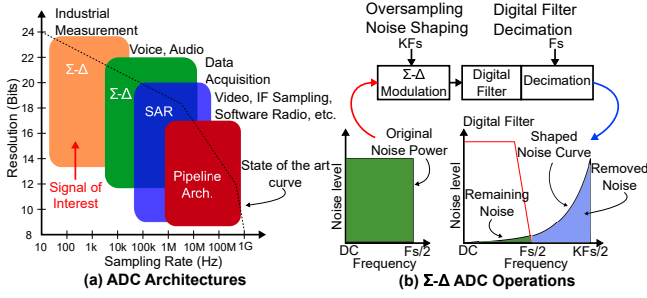 Industrial
Measurement
Voice, Audio
Data
Acquisition
Video, IF Sampling,
Software Radio, etc.
24
22
20
18
16
14
12
10
8
Resolution (Bits)
Σ-Δ
Σ-Δ
SAR
Pipeline
Arch.
Signal of
Interest
State of the art
curve
10 100 1k 10k 100k 1M 10M 100M 1G
Sampling Rate (Hz)
(a) ADC Architectures
Oversampling
Noise Shaping
KFs
Digital Filter
Decimation
Fs
Σ-Δ
Modulation
Digital
Filter
Decimation
Original
Noise Power
Noise level
DC
Fs/2
Frequency
Digital Filter
Shaped
Noise Curve
Removed
Noise
Remaining
Noise
Noise level
DC
Fs/2
KFs/2
Frequency
(b) Σ-Δ ADC Operations